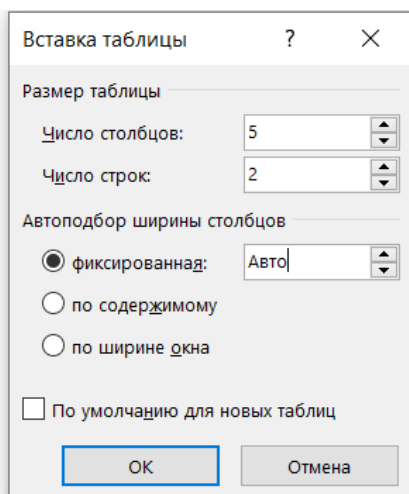 Вставка таблицы ?
Размер таблицы
Число столбцов: 5
Число строк: 2
Автоподбор ширины столбцов
фиксированная: Авто
по содержимому
по ширине окна
По умолчанию для новых таблиц
ОК Отмена